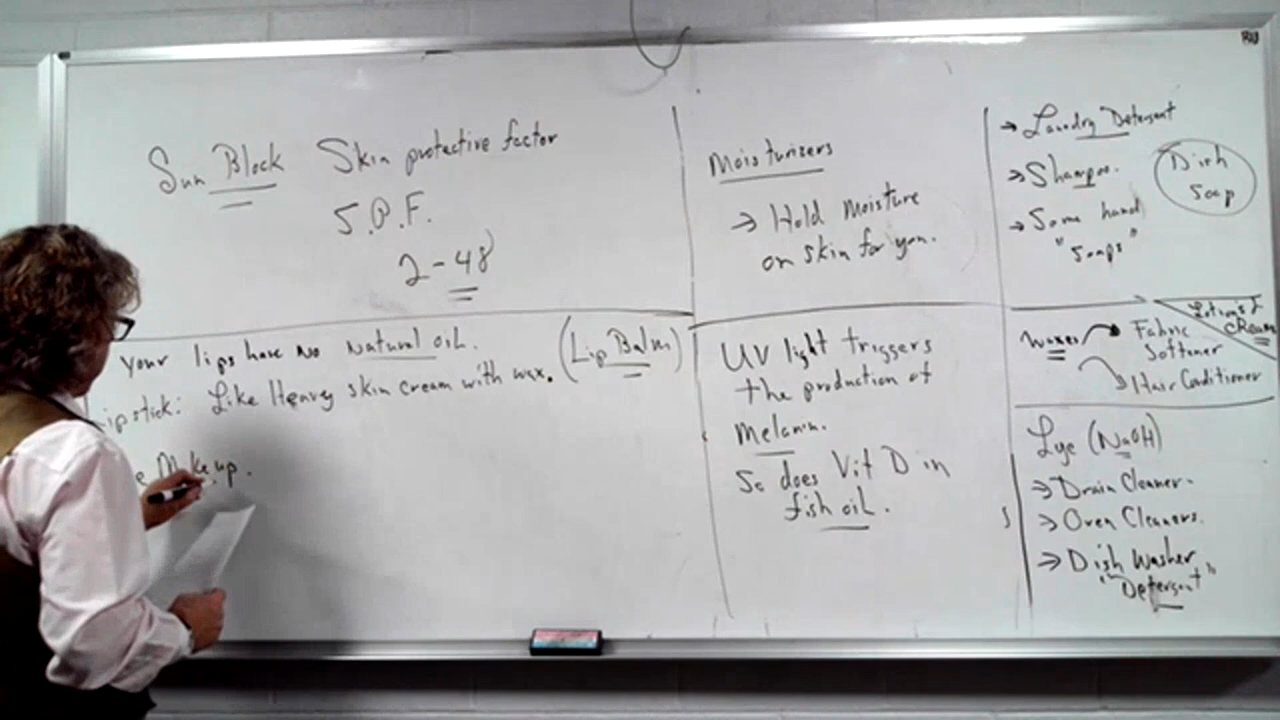 Sun Block Skin protective factor
S.P.F.
2-48
Your lips have no natural oil. (Lip Balm)
ipstick: Like Heavy skin cream with wax.
e Makeup.
Moisturizers
→ Hold Moisture
on skin for you.
UV light triggers
the production of
Melanin.
So does Vit D in
fish oil.
→ Laundry Detergent
→ Shampoo.
→ Some hand
"soaps"
Dish
Soap
Lotions &
Creams
Waxes → Fabric
Softener
→ Hair Conditioner
Lye (NaOH)
→ Drain Cleaner.
→ Oven Cleaners.
→ Dish Washer
"Detergent"